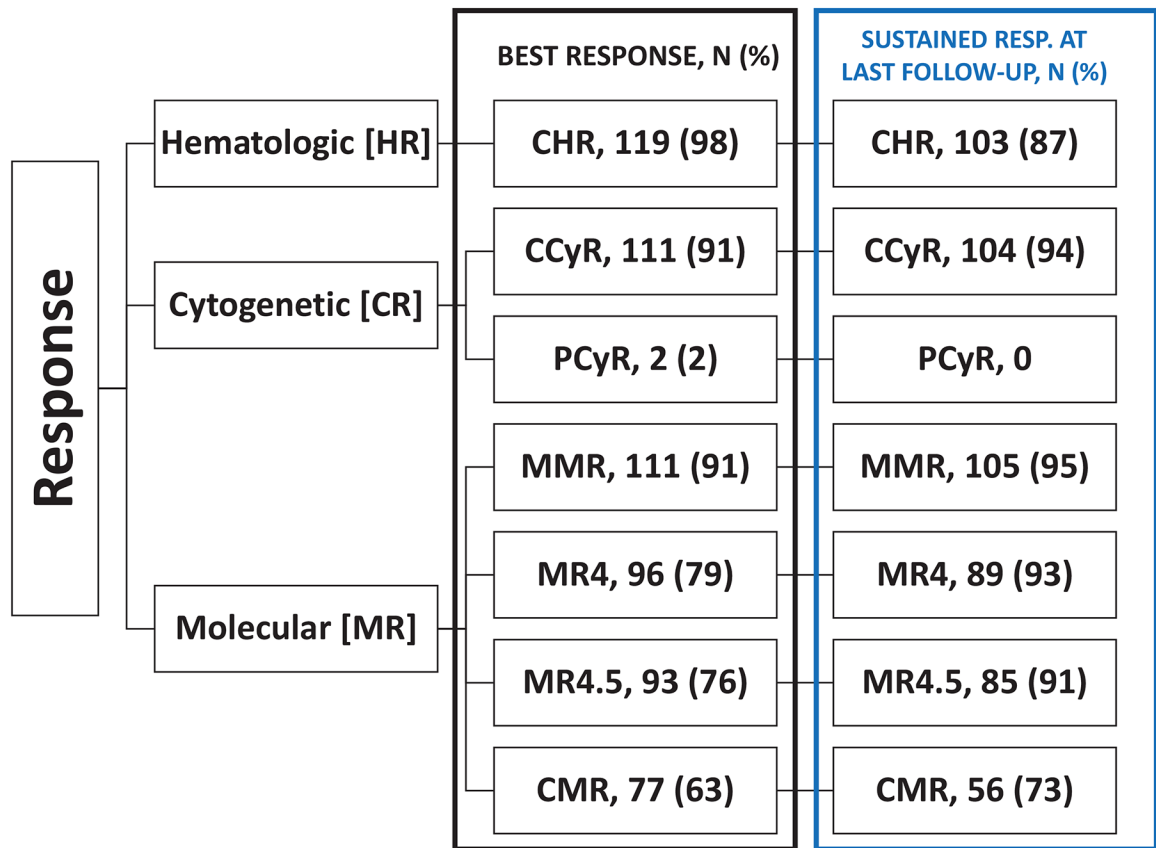 Response
Hematologic [HR]
Cytogenetic [CR]
Molecular [MR]
BEST RESPONSE, N (%)
CHR, 119 (98)
CCyR, 111 (91)
PCyR, 2 (2)
MMR, 111 (91)
MR4, 96 (79)
MR4.5, 93 (76)
CMR, 77 (63)
SUSTAINED RESP. AT
LAST FOLLOW-UP, N (%)
CHR, 103 (87)
CCyR, 104 (94)
PCyR, 0
MMR, 105 (95)
MR4, 89 (93)
MR4.5, 85 (91)
CMR, 56 (73)